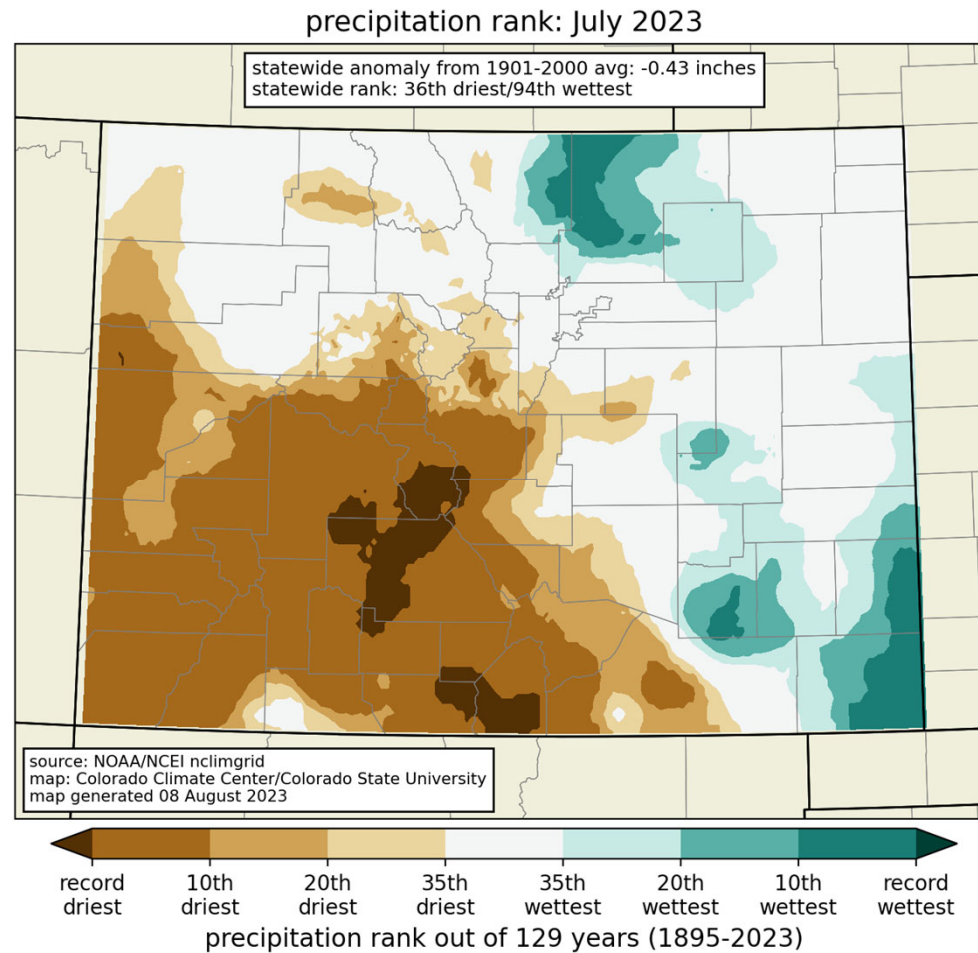 precipitation rank: July 2023
statewide anomaly from 1901-2000 avg: -0.43 inches
statewide rank: 36th driest/94th wettest
source: NOAA/NCEI nclimgrid
map: Colorado Climate Center/Colorado State University
map generated 08 August 2023
record driest
10th driest
20th driest
35th driest
35th wettest
20th wettest
10th wettest
record wettest
precipitation rank out of 129 years (1895-2023)